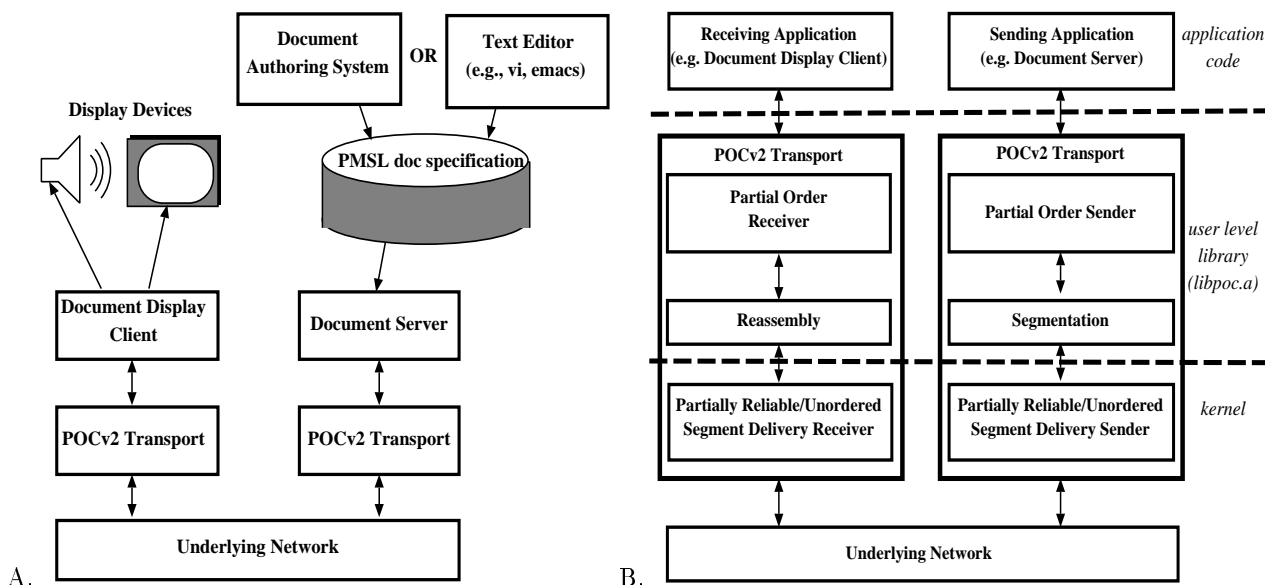 Document
Authoring System
OR
Text Editor
(e.g., vi, emacs)
Display Devices
PMSL doc specification
Document Display
Client
Document Server
POCv2 Transport
POCv2 Transport
Underlying Network
A.
Receiving Application
(e.g. Document Display Client)
Sending Application
(e.g. Document Server)
application
code
POCv2 Transport
POCv2 Transport
Partial Order
Receiver
Partial Order Sender
user level
library
(libpoc.a)
Reassembly
Segmentation
Partially Reliable/Unordered
Segment Delivery Receiver
Partially Reliable/Unordered
Segment Delivery Sender
kernel
Underlying Network
B.